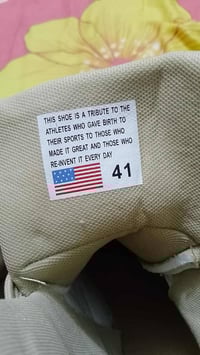 THIS SHOE IS A TRIBUTE TO THE
ATHLETES WHO GAVE BIRTH TO
THEIR SPORTS TO THOSE WHO
MADE IT GREAT AND THOSE WHO
RE-INVENT IT EVERY DAY
41